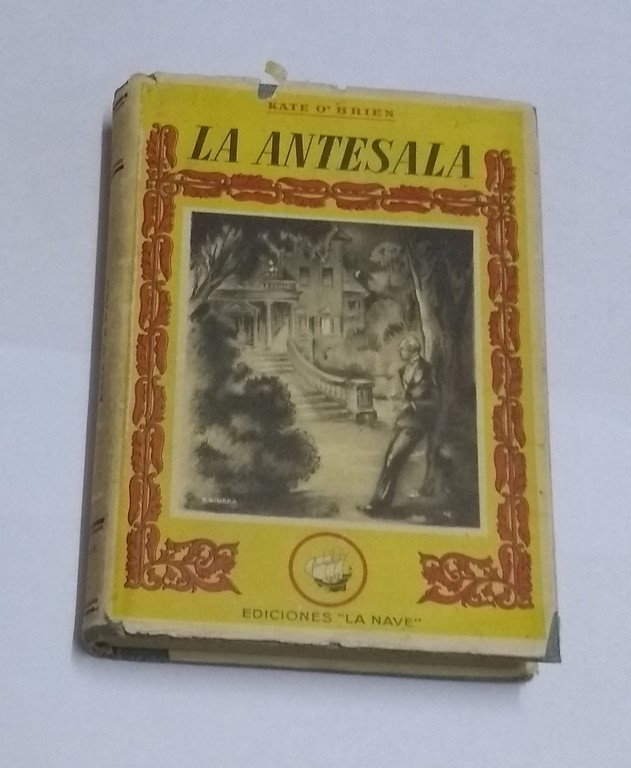 KATE O'BRIEN
LA ANTESALA
EDICIONES "LA NAVE"